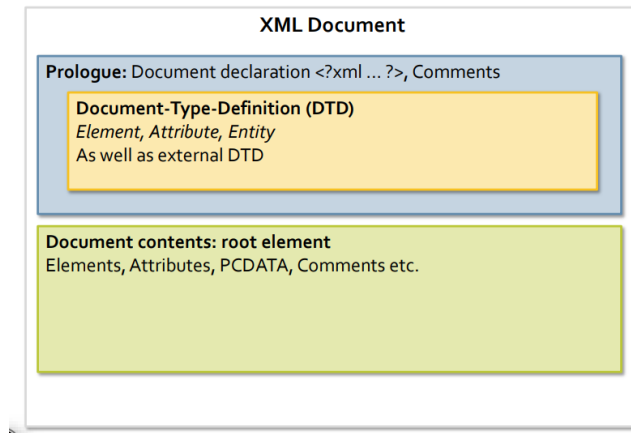 XML Document
Prologue: Document declaration <?xml ... ?>, Comments
Document-Type-Definition (DTD)
Element, Attribute, Entity
As well as external DTD
Document contents: root element
Elements, Attributes, PCDATA, Comments etc.